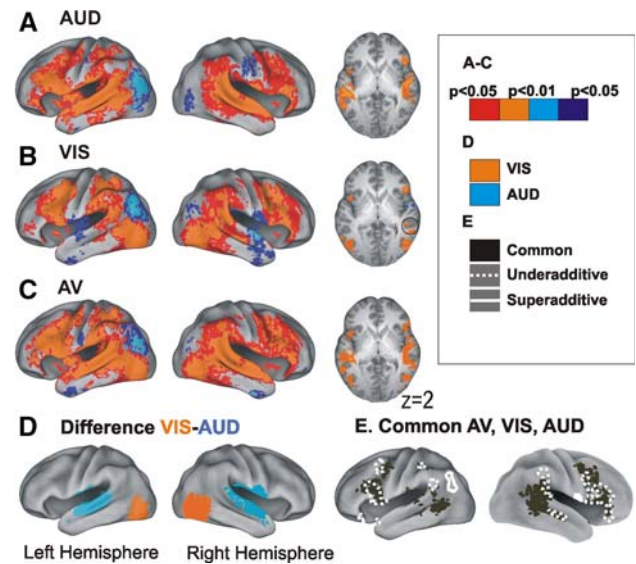 A AUD
B VIS
C AV
z=2
A-C
p<0.05 p<0.01 p<0.05
D
VIS
AUD
E
Common
Underadditive
Superadditive
D Difference VIS-AUD
E. Common AV, VIS, AUD
Left Hemisphere Right Hemisphere